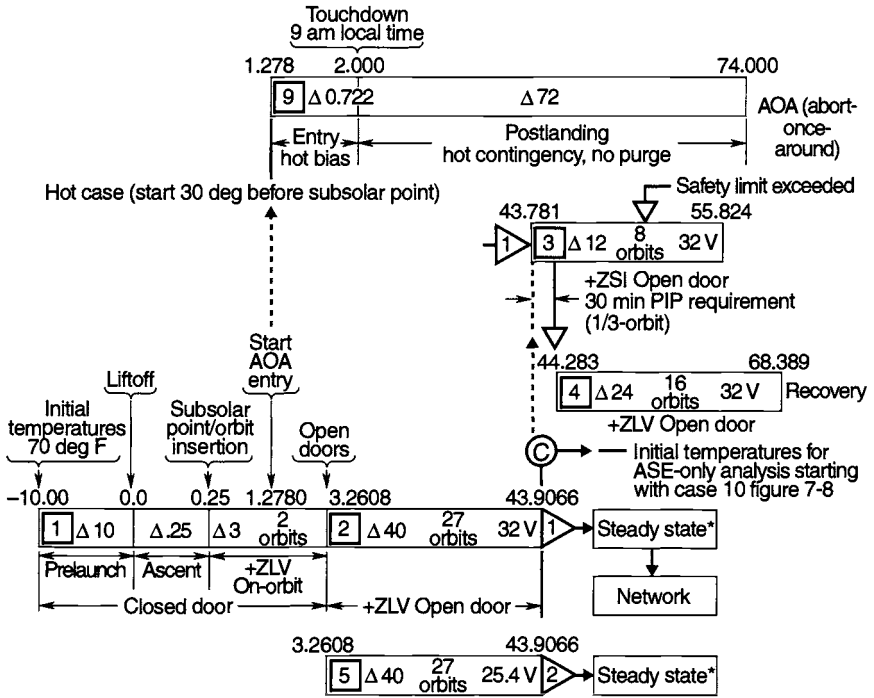 Touchdown
9 am local time
1.278 2.000 74.000
9 Δ 0.722 Δ 72
AOA (abort-
once-
around)
Entry
hot bias
Postlanding
hot contingency, no purge
Hot case (start 30 deg before subsolar point)
Safety limit exceeded
43.781 55.824
1 3 Δ 12 8
orbits 32 V
+ZSI Open door
30 min PIP requirement
(1/3-orbit)
44.283 68.389
4 Δ 24 16
orbits 32 V Recovery
+ZLV Open door
Start
AOA
entry
Liftoff
Initial
temperatures
70 deg F
Subsolar
point/orbit
insertion
Open
doors
C Initial temperatures for
ASE-only analysis starting
with case 10 figure 7-8
−10.00 0.0 0.25 1.2780 3.2608 43.9066
1 Δ 10 Δ.25 Δ 3 2
orbits 2 Δ 40 27
orbits 32 V 1 Steady state*
Prelaunch Ascent +ZLV
On-orbit
Closed door +ZLV Open door
Network
3.2608 43.9066
5 Δ 40 27
orbits 25.4 V 2 Steady state*